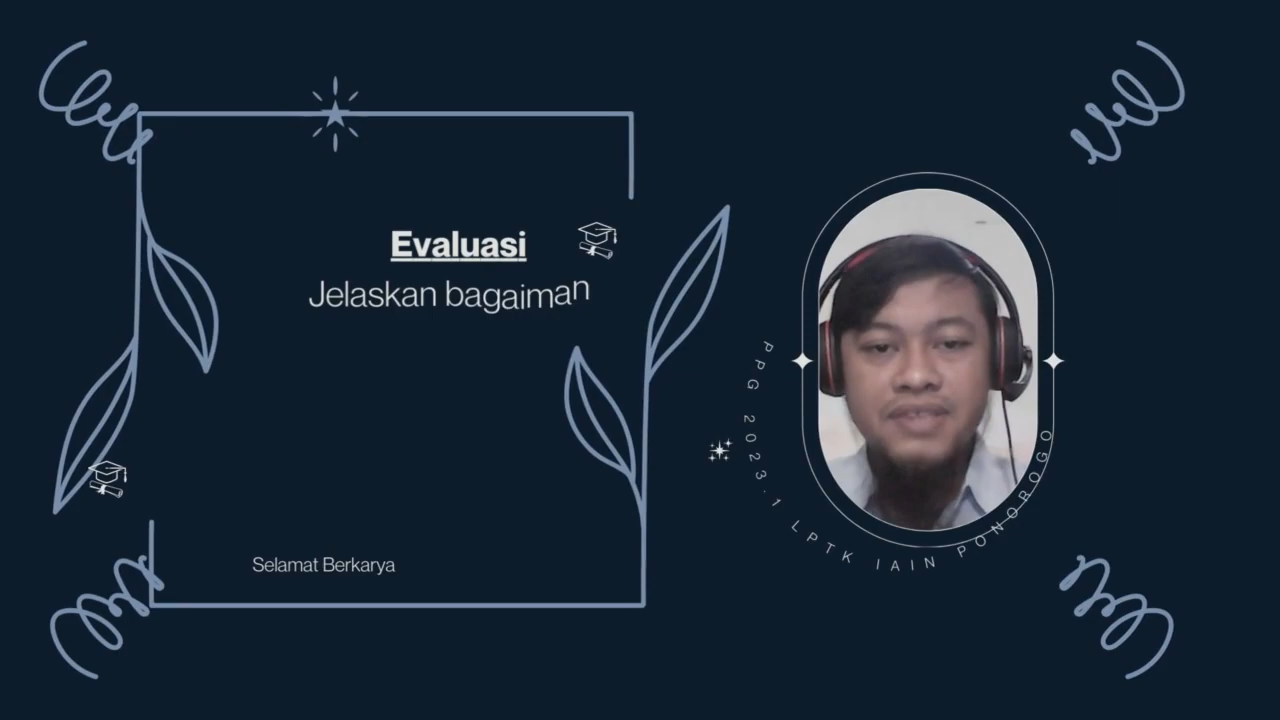 Evaluasi
Jelaskan bagaiman
Selamat Berkarya
PPG 2023.1 LPTK IAIN PONOROGO